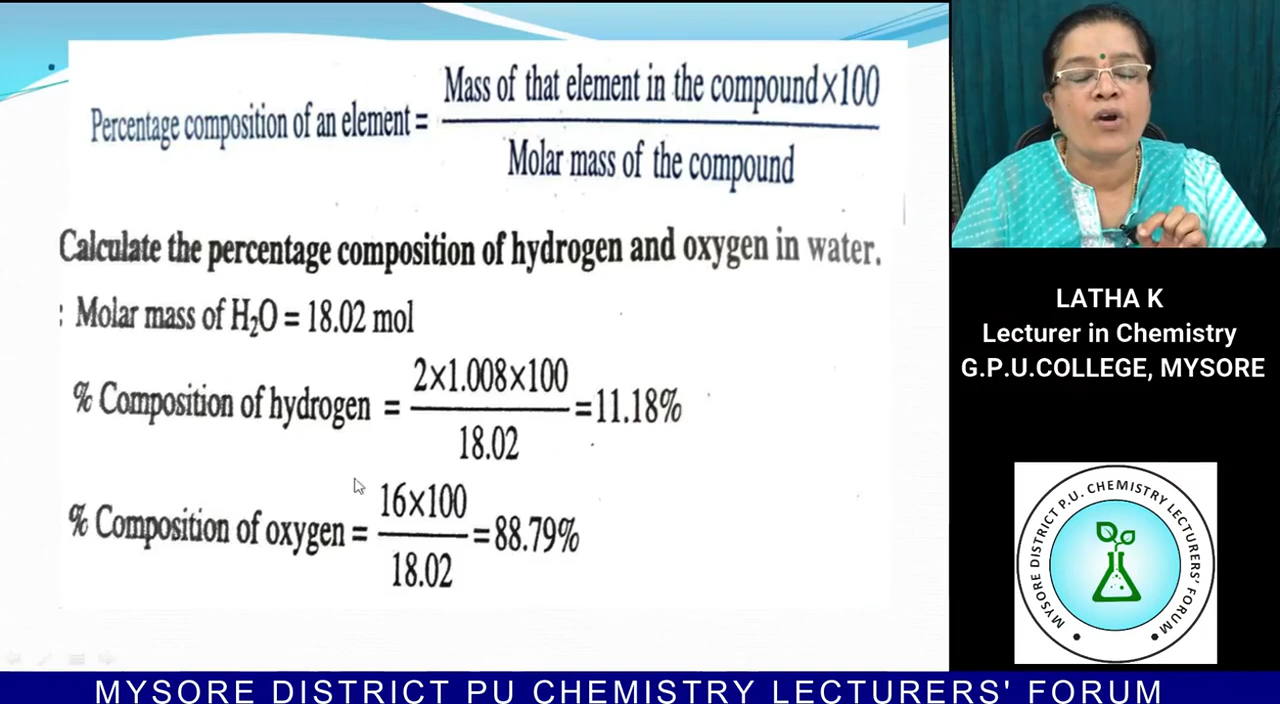 Percentage composition of an element = Mass of that element in the compound×100 / Molar mass of the compound
Calculate the percentage composition of hydrogen and oxygen in water.
: Molar mass of H₂O = 18.02 mol
% Composition of hydrogen = 2×1.008×100 / 18.02 =11.18%
% Composition of oxygen = 16×100 / 18.02 =88.79%
LATHA K
Lecturer in Chemistry
G.P.U.COLLEGE, MYSORE
MYSORE DISTRICT P.U. CHEMISTRY LECTURERS' FORUM
MYSORE DISTRICT PU CHEMISTRY LECTURERS' FORUM